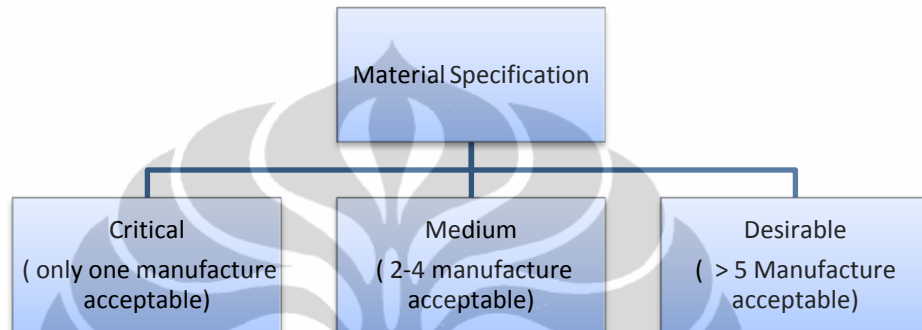 Material Specification
Critical
( only one manufacture
acceptable)
Medium
( 2-4 manufacture
acceptable)
Desirable
( > 5 Manufacture
acceptable)